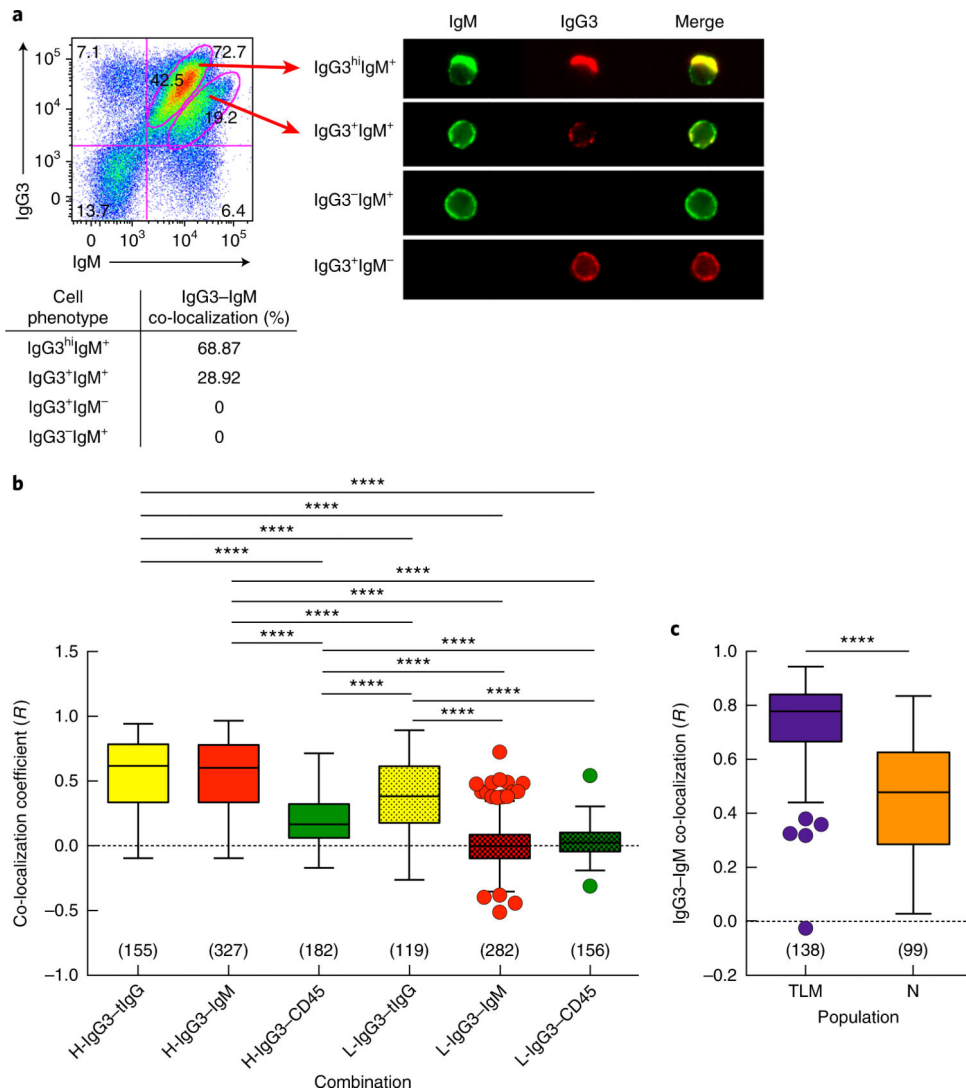 a
IgG3
10⁵
10⁴
10³
0
7.1
72.7
42.5
19.2
13.7
6.4
0 10³ 10⁴ 10⁵
IgM
IgM IgG3 Merge
IgG3ʰⁱIgM⁺
IgG3⁺IgM⁺
IgG3⁻IgM⁺
IgG3⁺IgM⁻
Cell phenotype
IgG3–IgM co-localization (%)
IgG3ʰⁱIgM⁺ 68.87
IgG3⁺IgM⁺ 28.92
IgG3⁺IgM⁻ 0
IgG3⁻IgM⁺ 0
b
****
****
****
****
****
****
****
****
****
****
****
****
****
Co-localization coefficient (R)
1.5
1.0
0.5
0.0
−0.5
−1.0
(155) (327) (182) (119) (282) (156)
H-IgG3–tIgG
H-IgG3–IgM
H-IgG3–CD45
L-IgG3–tIgG
L-IgG3–IgM
L-IgG3–CD45
Combination
c
****
IgG3–IgM co-localization (R)
1.0
0.8
0.6
0.4
0.2
0.0
−0.2
(138) (99)
TLM N
Population